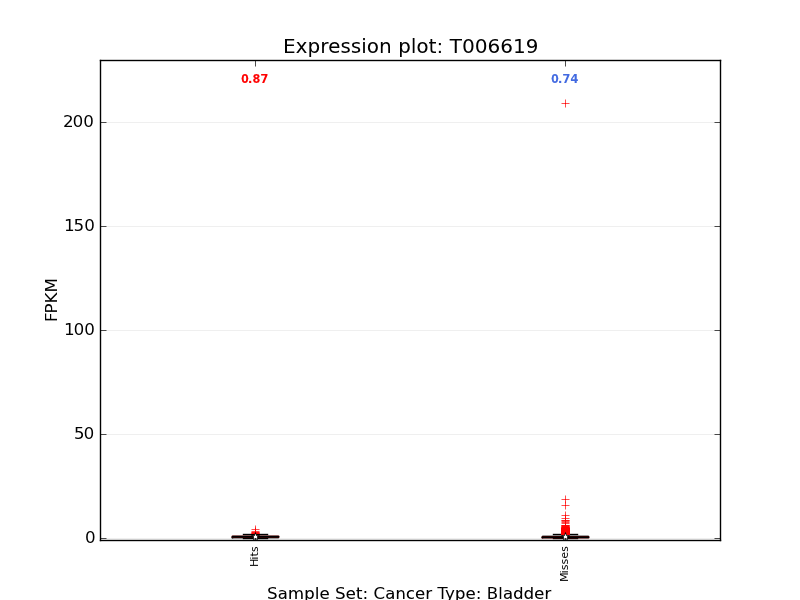 Expression plot: T006619
0.87
0.74
200
150
100
50
0
FPKM
Hits
Misses
Sample Set: Cancer Type: Bladder